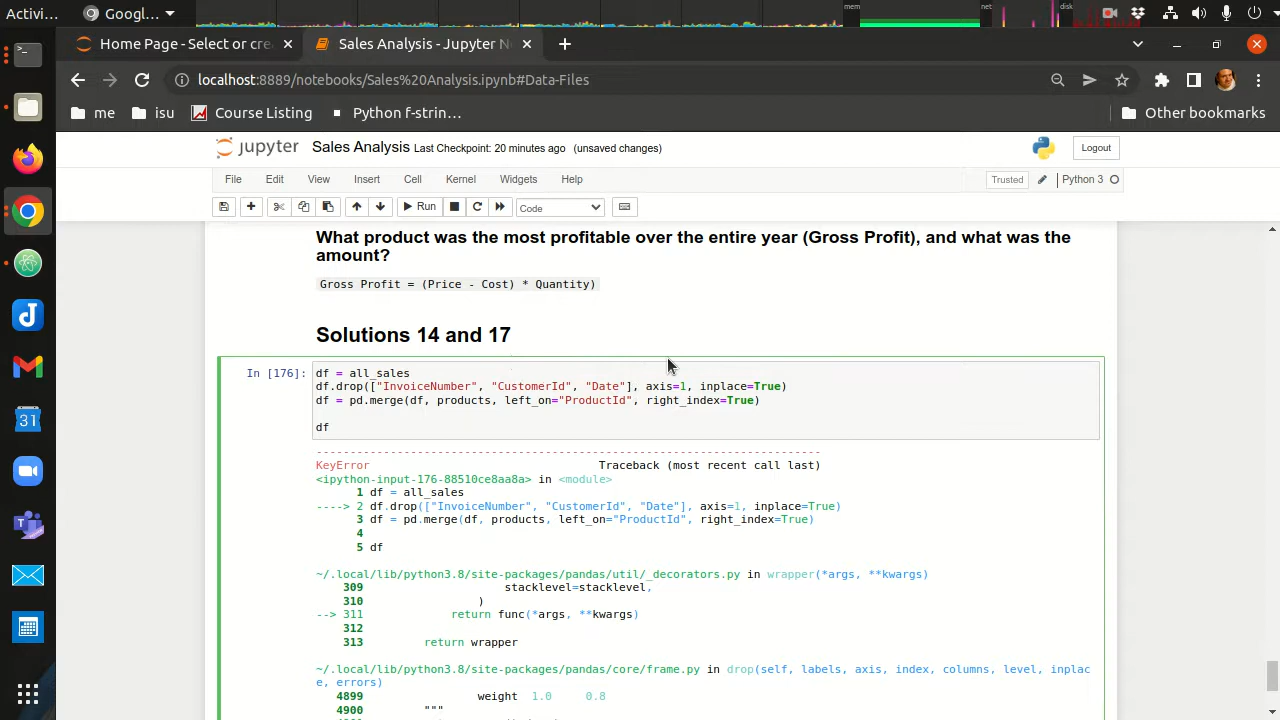 Activi...
Googl...
mem
net
disk
Home Page - Select or cre
Sales Analysis - Jupyter N
localhost:8889/notebooks/Sales%20Analysis.ipynb#Data-Files
me
isu
Course Listing
Python f-strin...
Other bookmarks
jupyter
Sales Analysis Last Checkpoint: 20 minutes ago (unsaved changes)
Logout
File Edit View Insert Cell Kernel Widgets Help
Trusted
Python 3
Run
Code
What product was the most profitable over the entire year (Gross Profit), and what was the
amount?
Gross Profit = (Price - Cost) * Quantity)
Solutions 14 and 17
In [176]:
df = all_sales
df.drop(["InvoiceNumber", "CustomerId", "Date"], axis=1, inplace=True)
df = pd.merge(df, products, left_on="ProductId", right_index=True)
df
---------------------------------------------------------------------------
KeyError Traceback (most recent call last)
<ipython-input-176-88510ce8aa8a> in <module>
1 df = all_sales
----> 2 df.drop(["InvoiceNumber", "CustomerId", "Date"], axis=1, inplace=True)
3 df = pd.merge(df, products, left_on="ProductId", right_index=True)
4
5 df
~/.local/lib/python3.8/site-packages/pandas/util/_decorators.py in wrapper(*args, **kwargs)
309 stacklevel=stacklevel,
310 )
--> 311 return func(*args, **kwargs)
312
313 return wrapper
~/.local/lib/python3.8/site-packages/pandas/core/frame.py in drop(self, labels, axis, index, columns, level, inplac
e, errors)
4899 weight 1.0 0.8
4900 """
31